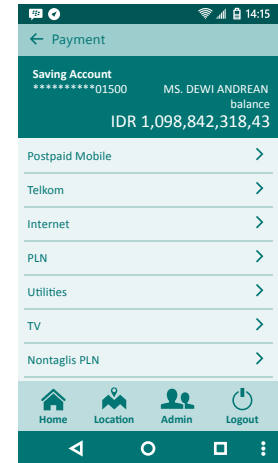 14:15
Payment
Saving Account
**********01500 MS. DEWI ANDREAN
balance
IDR 1,098,842,318,43
Postpaid Mobile
Telkom
Internet
PLN
Utilities
TV
Nontaglis PLN
Home Location Admin Logout